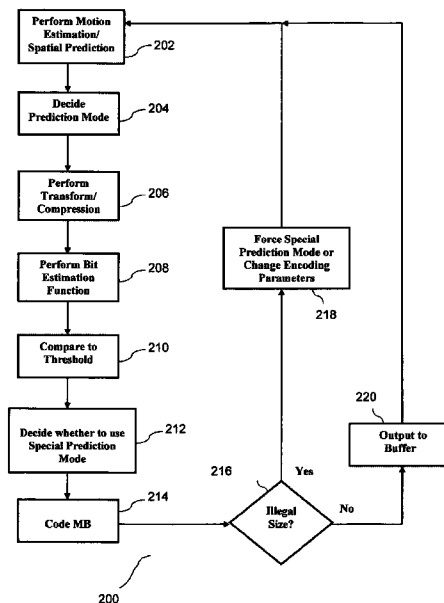 Perform Motion
Estimation/
Spatial Prediction
202
Decide
Prediction Mode
204
Perform
Transform/
Compression
206
Perform Bit
Estimation
Function
208
Compare to
Threshold
210
Decide whether to use
Special Prediction
Mode
212
Code MB
214
Illegal
Size?
216
Yes
No
Force Special
Prediction Mode or
Change Encoding
Parameters
218
Output to
Buffer
220
200